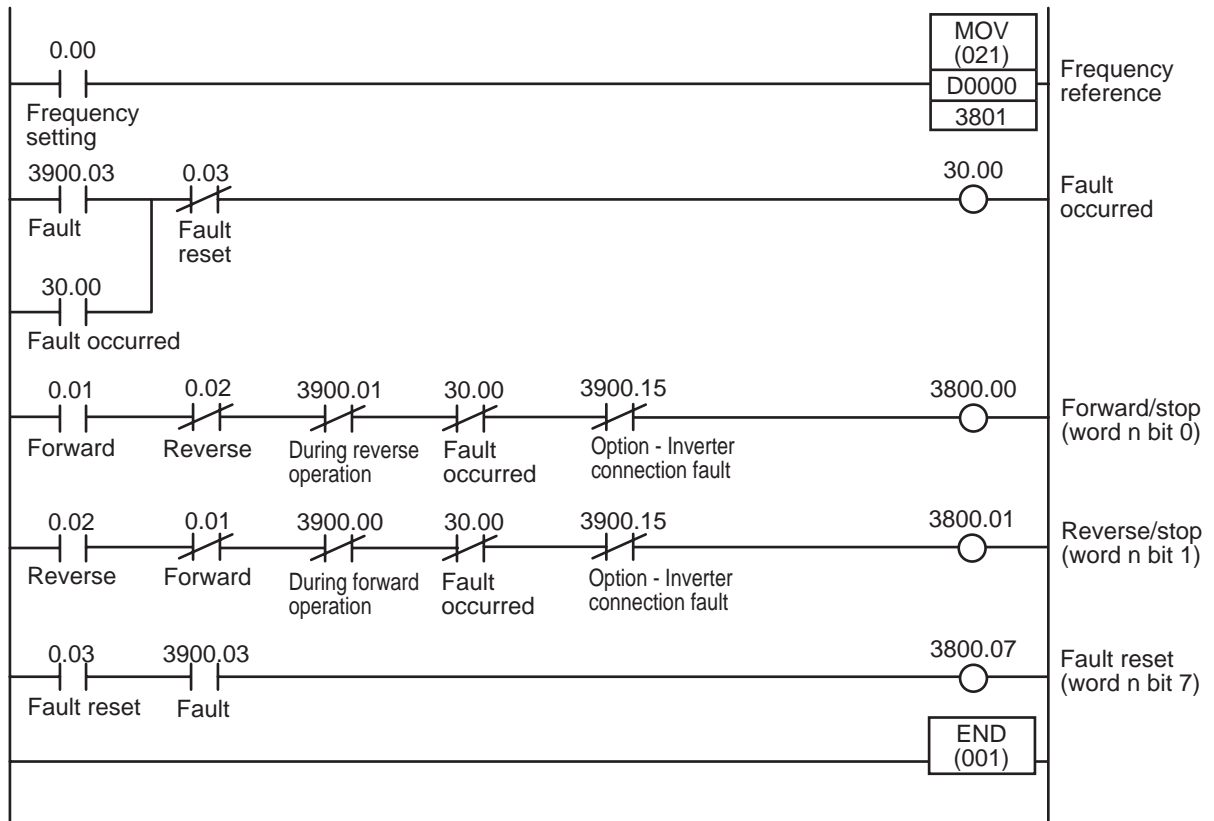 0.00
MOV
(021)
D0000
3801
Frequency
reference
Frequency
setting
3900.03
0.03
30.00
Fault
occurred
Fault
Fault
reset
30.00
Fault occurred
0.01
0.02
3900.01
30.00
3900.15
3800.00
Forward/stop
(word n bit 0)
Forward
Reverse
During reverse
operation
Fault
occurred
Option - Inverter
connection fault
0.02
0.01
3900.00
30.00
3900.15
3800.01
Reverse/stop
(word n bit 1)
Reverse
Forward
During forward
operation
Fault
occurred
Option - Inverter
connection fault
0.03
3900.03
3800.07
Fault reset
(word n bit 7)
Fault reset
Fault
END
(001)